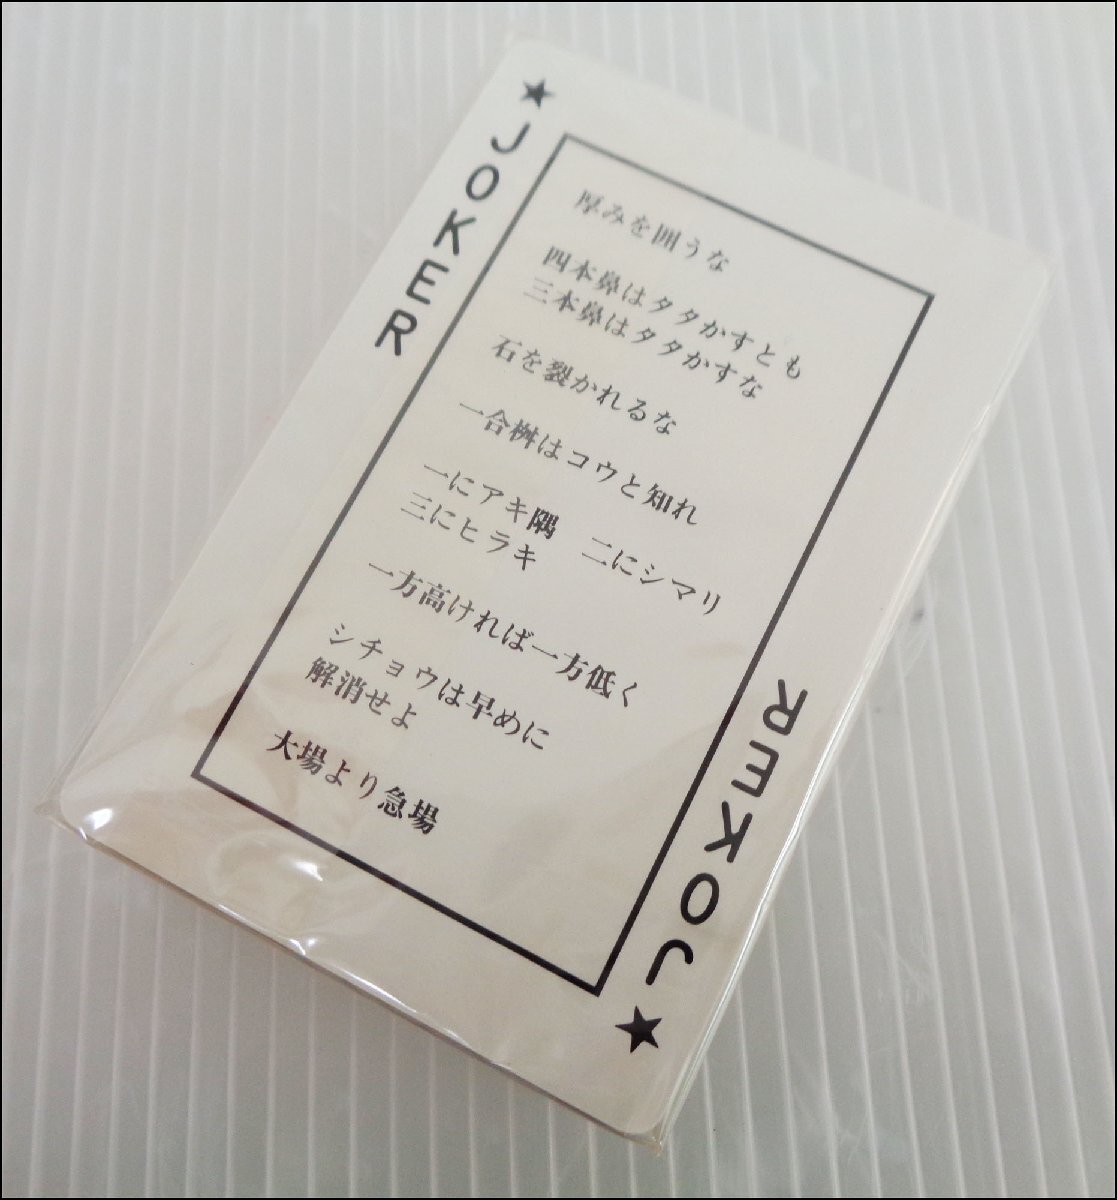 ★JOKER
厚みを囲うな
四本鼻はタタかすとも
三本鼻はタタかすな
石を裂かれるな
一合桝はコウと知れ
一にアキ隅　二にシマリ
三にヒラキ
一方高ければ一方低く
シチョウは早めに
解消せよ
大場より急場
★JOKER